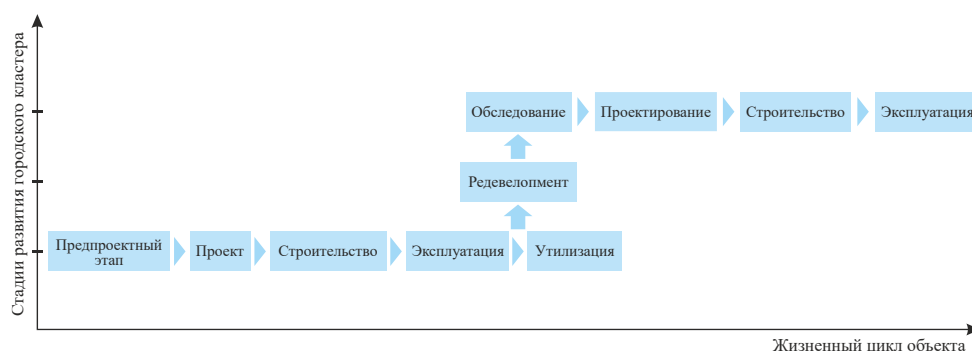 Стадии развития городского кластера
Обследование
Проектирование
Строительство
Эксплуатация
Редевелопмент
Предпроектный
этап
Проект
Строительство
Эксплуатация
Утилизация
Жизненный цикл объекта